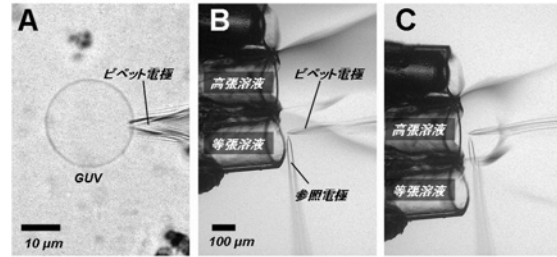 A
ピペット電極
GUV
10 µm
B
高張溶液
ピペット電極
等張溶液
参照電極
100 µm
C
高張溶液
等張溶液